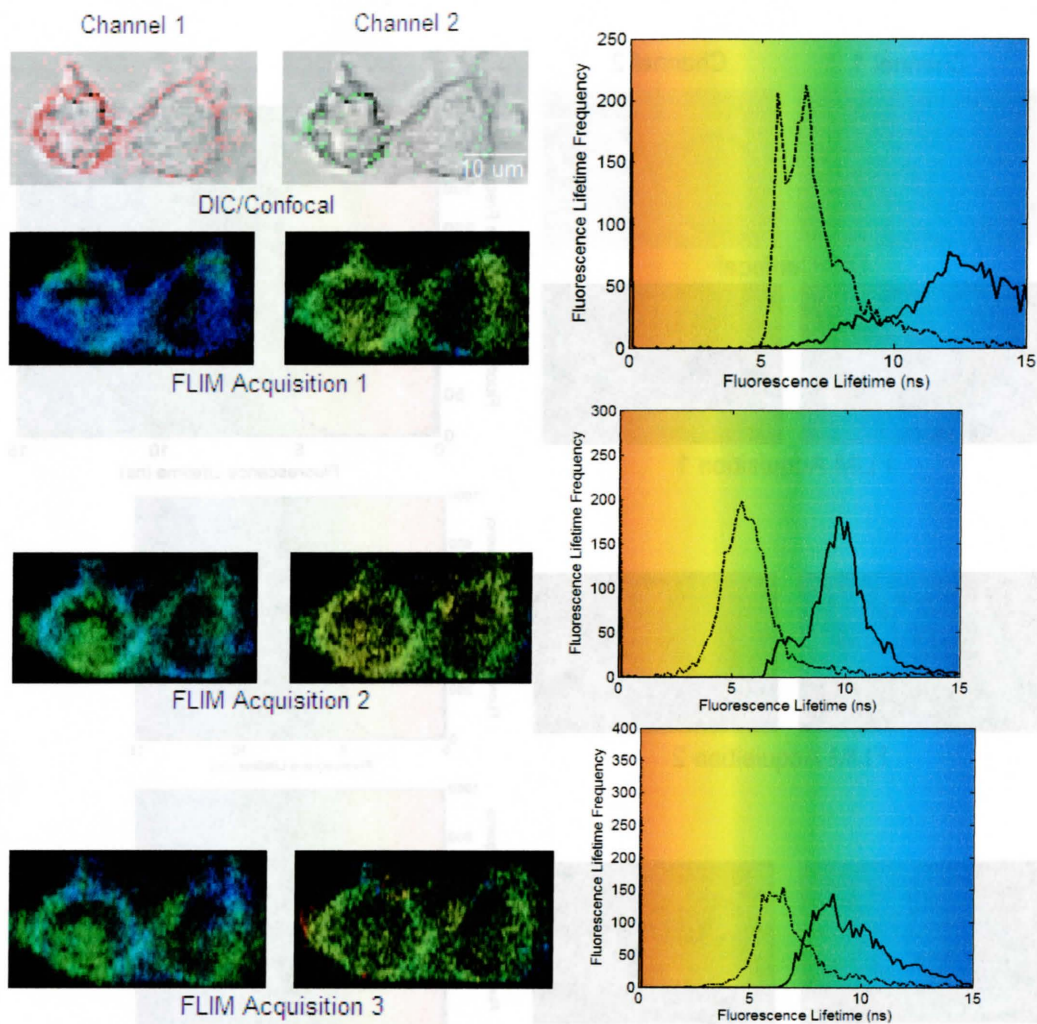 Channel 1
Channel 2
10 um
DIC/Confocal
FLIM Acquisition 1
FLIM Acquisition 2
FLIM Acquisition 3
250
200
150
100
50
0
Fluorescence Lifetime Frequency
0
5
10
15
Fluorescence Lifetime (ns)
300
250
200
150
100
50
0
Fluorescence Lifetime Frequency
0
5
10
15
Fluorescence Lifetime (ns)
400
350
300
250
200
150
100
50
0
Fluorescence Lifetime Frequency
0
5
10
15
Fluorescence Lifetime (ns)